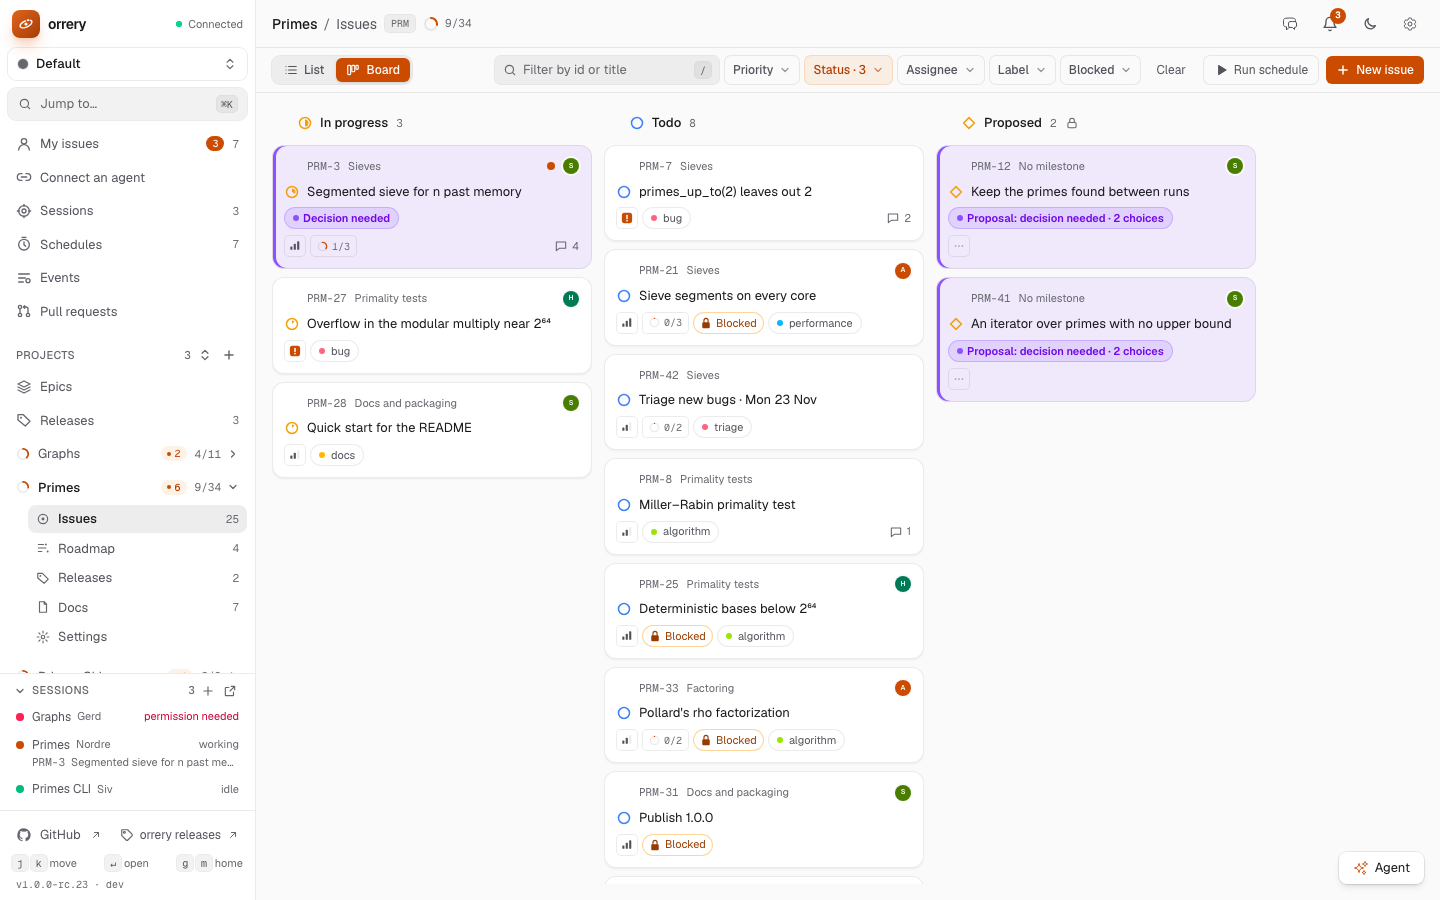 orrery
Connected
Default
Jump to...
⌘K
My issues 3 7
Connect an agent
Sessions 3
Schedules 7
Events
Pull requests
PROJECTS 3
Epics
Releases 3
Graphs 2 4/11
Primes 6 9/34
Issues 25
Roadmap 4
Releases 2
Docs 7
Settings
SESSIONS 3
Graphs Gerd permission needed
Primes Nordre working
PRM-3 Segmented sieve for n past me...
Primes CLI Siv idle
GitHub
orrery releases
j k move ↵ open g m home
v1.0.0-rc.23 · dev
Primes / Issues PRM 9/34
3
List
Board
Filter by id or title /
Priority
Status · 3
Assignee
Label
Blocked
Clear
Run schedule
New issue
In progress 3
PRM-3 Sieves S
Segmented sieve for n past memory
Decision needed
1/3 4
PRM-27 Primality tests H
Overflow in the modular multiply near 2⁶⁴
bug
PRM-28 Docs and packaging S
Quick start for the README
docs
Todo 8
PRM-7 Sieves
primes_up_to(2) leaves out 2
bug 2
PRM-21 Sieves A
Sieve segments on every core
0/3 Blocked performance
PRM-42 Sieves
Triage new bugs · Mon 23 Nov
0/2 triage
PRM-8 Primality tests
Miller–Rabin primality test
algorithm 1
PRM-25 Primality tests H
Deterministic bases below 2⁶⁴
Blocked algorithm
PRM-33 Factoring A
Pollard's rho factorization
0/2 Blocked algorithm
PRM-31 Docs and packaging S
Publish 1.0.0
Blocked
Proposed 2
PRM-12 No milestone S
Keep the primes found between runs
Proposal: decision needed · 2 choices
PRM-41 No milestone S
An iterator over primes with no upper bound
Proposal: decision needed · 2 choices
Agent